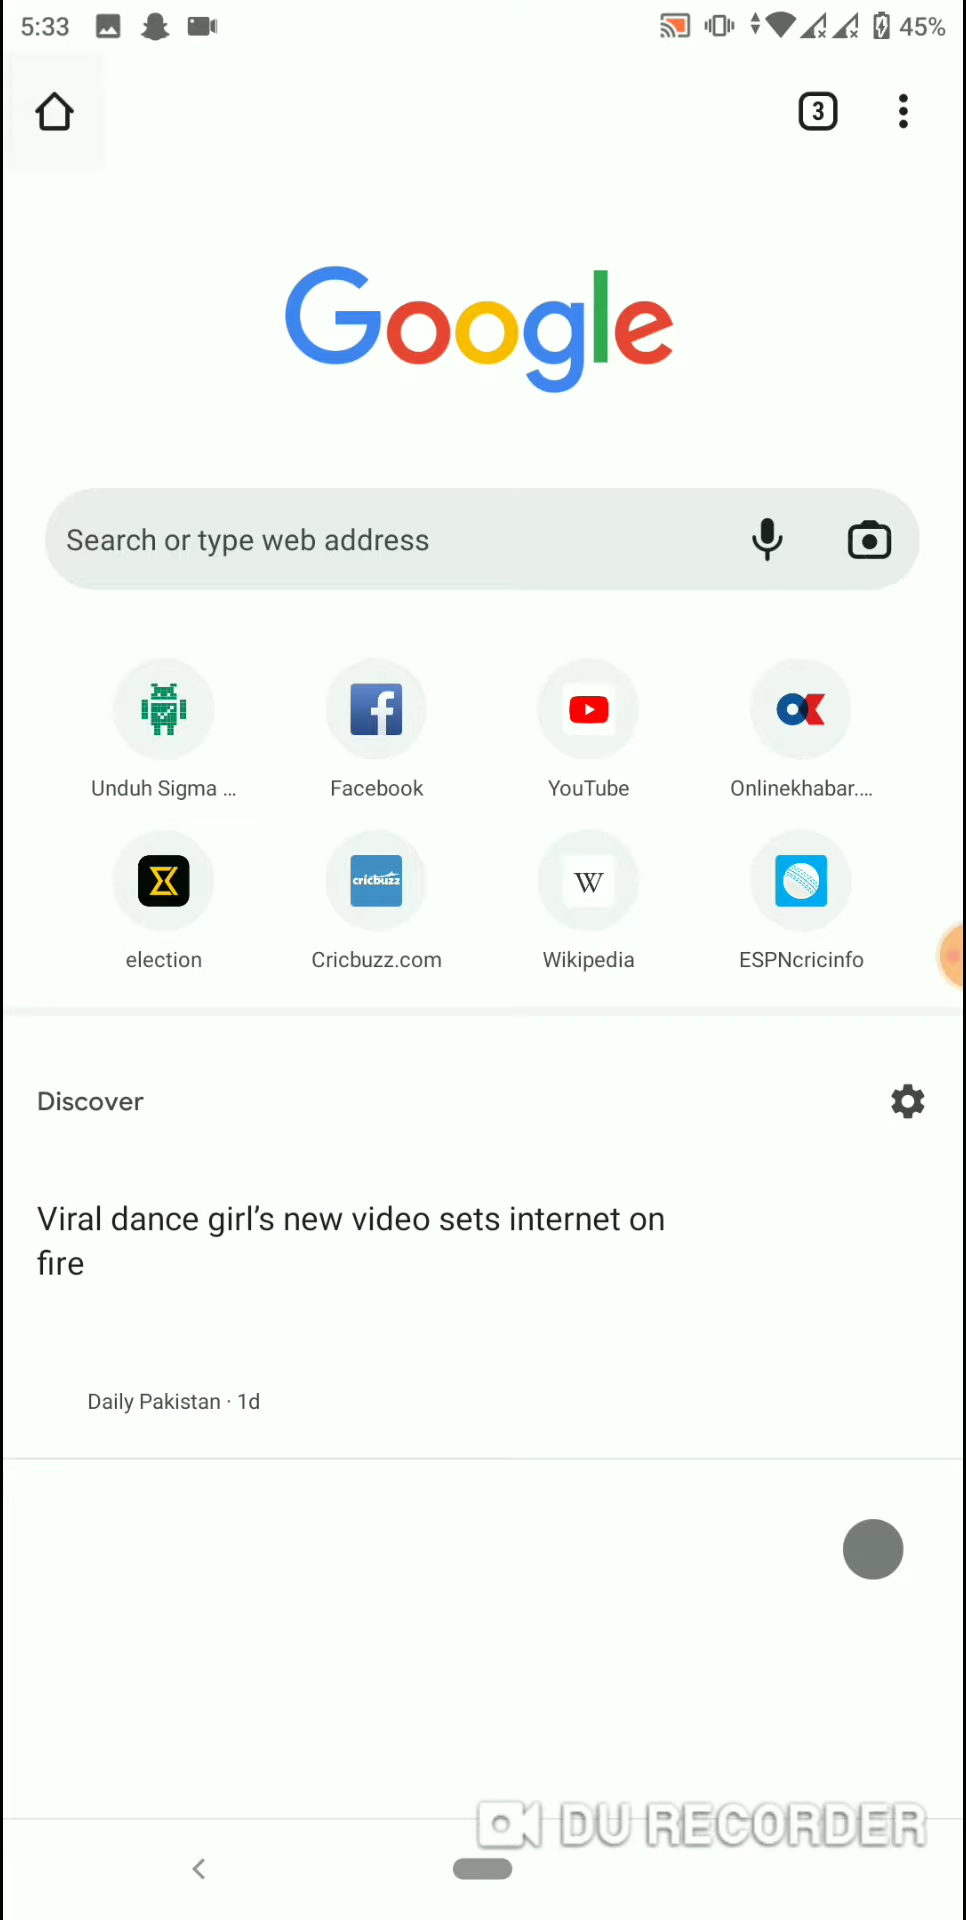 5:33
45%
3
Google
Search or type web address
Unduh Sigma ...
Facebook
YouTube
Onlinekhabar....
cricbuzz
W
election
Cricbuzz.com
Wikipedia
ESPNcricinfo
Discover
Viral dance girl’s new video sets internet on
fire
Daily Pakistan · 1d
DU RECORDER